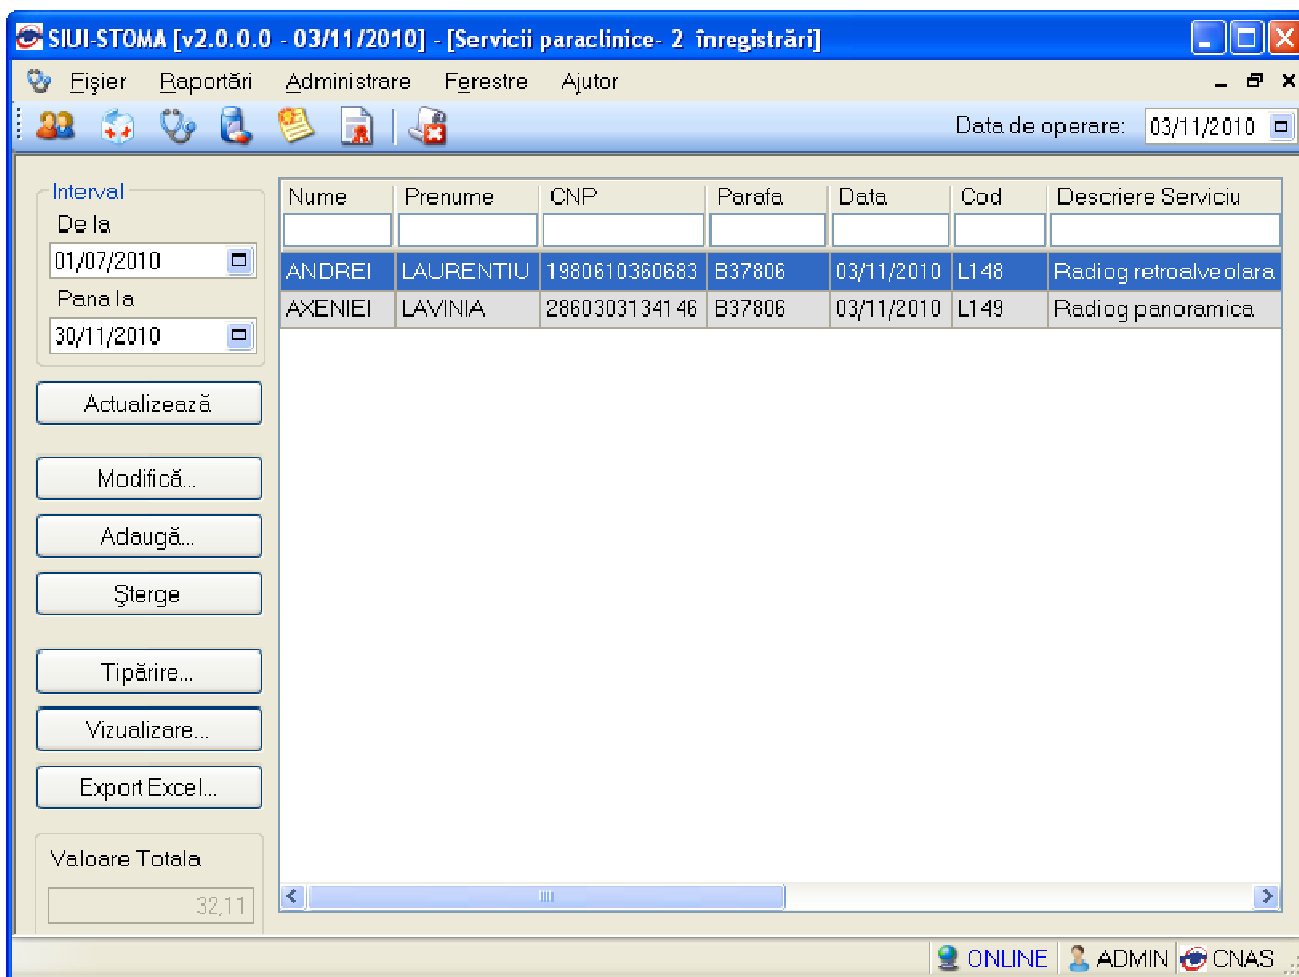 SIUI-STOMA [v2.0.0.0 - 03/11/2010] - [Servicii paraclinice- 2 înregistrări]
Fişier Raportări Administrare Ferestre Ajutor
Data de operare: 03/11/2010
Interval
De la
01/07/2010
Pana la
30/11/2010
Actualizează
Modifică...
Adaugă...
Şterge
Tipărire...
Vizualizare...
Export Excel...
Valoare Totala
32,11
Nume Prenume CNP Parafa Data Cod Descriere Serviciu
ANDREI LAURENTIU 1980610360683 B37806 03/11/2010 L148 Radiog retroalveolara
AXENIEI LAVINIA 2860303134146 B37806 03/11/2010 L149 Radiog panoramica
ONLINE ADMIN CNAS